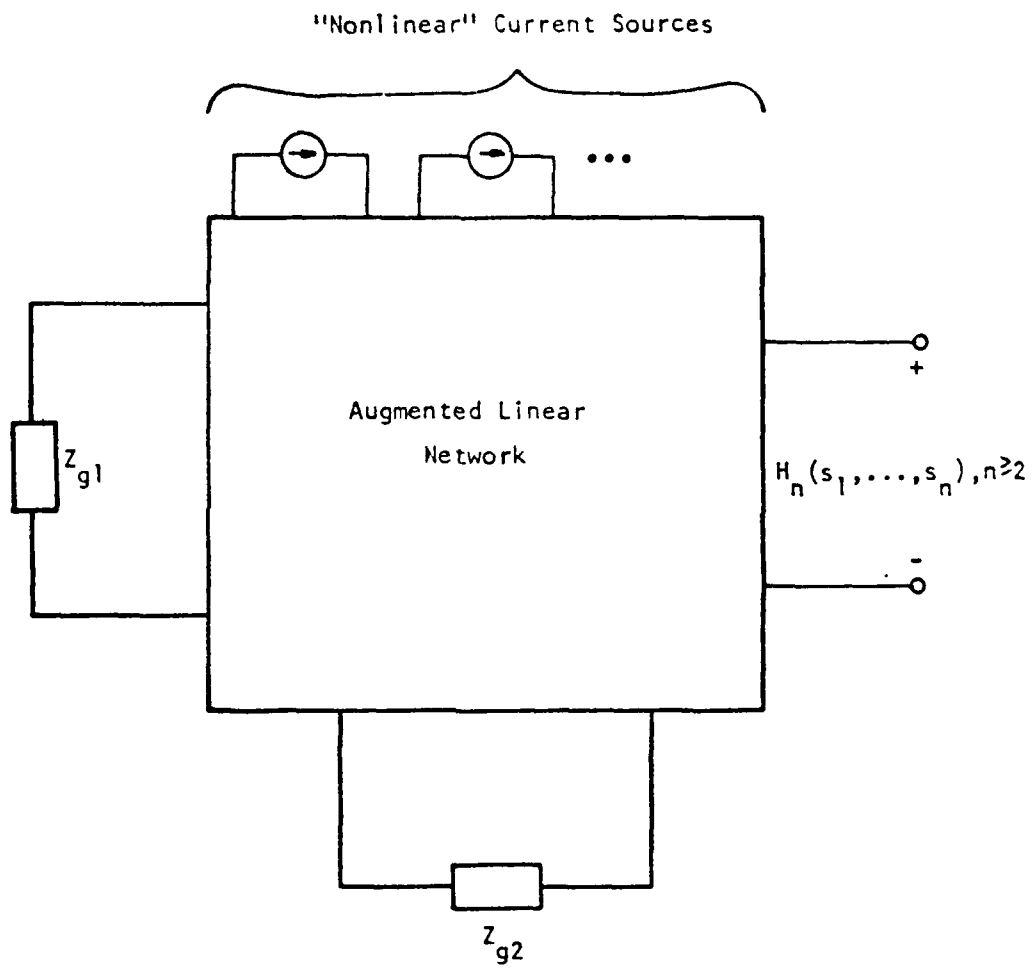 "Nonlinear" Current Sources
Z_g1
Augmented Linear
Network
+
H_n(s_1,...,s_n),n≥2
-
Z_g2